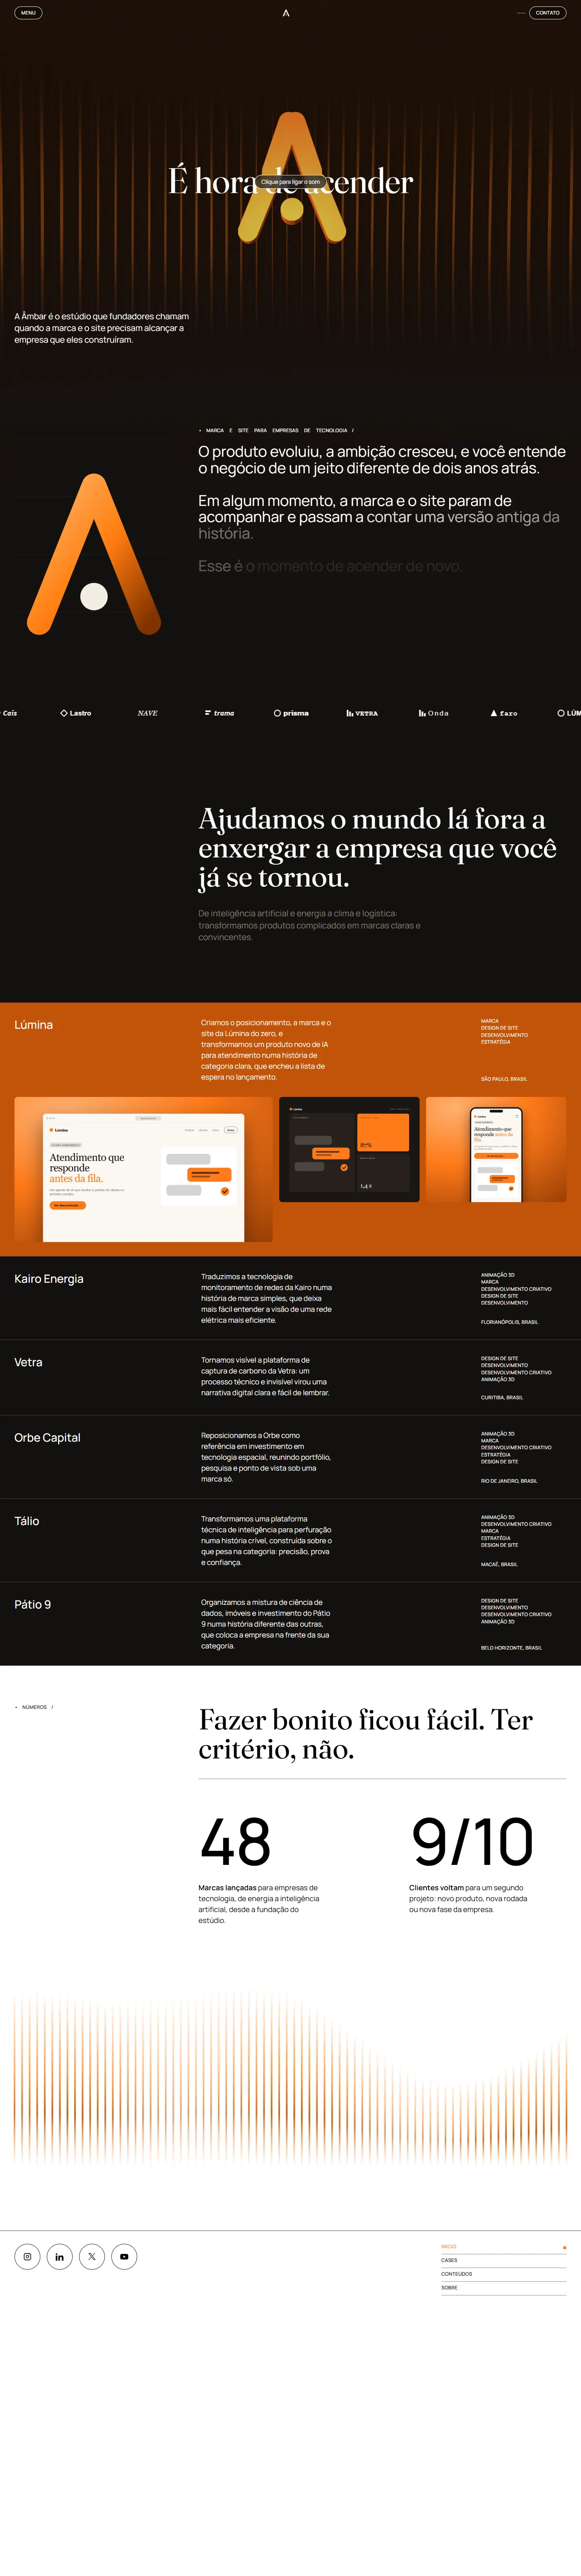 MENU
CONTATO
É hora de acender
Clique para ligar o som
A Âmbar é o estúdio que fundadores chamam
quando a marca e o site precisam alcançar a
empresa que eles construíram.
• MARCA E SITE PARA EMPRESAS DE TECNOLOGIA /
O produto evoluiu, a ambição cresceu, e você entende
o negócio de um jeito diferente de dois anos atrás.
Em algum momento, a marca e o site param de
acompanhar e passam a contar uma versão antiga da
história.
Esse é o momento de acender de novo.
Cais
Lastro
NAVE
trama
prisma
VETRA
Onda
faro
LÚM
Ajudamos o mundo lá fora a
enxergar a empresa que você
já se tornou.
De inteligência artificial e energia a clima e logística:
transformamos produtos complicados em marcas claras e
convincentes.
Lúmina
Criamos o posicionamento, a marca e o
site da Lúmina do zero, e
transformamos um produto novo de IA
para atendimento numa história de
categoria clara, que encheu a lista de
espera no lançamento.
MARCA
DESIGN DE SITE
DESENVOLVIMENTO
ESTRATÉGIA
SÃO PAULO, BRASIL
Lúmina
Atendimento que
responde
antes da fila.
Lúmina
87%
1,4 s
Lúmina
Atendimento que
responde antes da
fila.
Kairo Energia
Traduzimos a tecnologia de
monitoramento de redes da Kairo numa
história de marca simples, que deixa
mais fácil entender a visão de uma rede
elétrica mais eficiente.
ANIMAÇÃO 3D
MARCA
DESENVOLVIMENTO CRIATIVO
DESIGN DE SITE
DESENVOLVIMENTO
FLORIANÓPOLIS, BRASIL
Vetra
Tornamos visível a plataforma de
captura de carbono da Vetra: um
processo técnico e invisível virou uma
narrativa digital clara e fácil de lembrar.
DESIGN DE SITE
DESENVOLVIMENTO
DESENVOLVIMENTO CRIATIVO
ANIMAÇÃO 3D
CURITIBA, BRASIL
Orbe Capital
Reposicionamos a Orbe como
referência em investimento em
tecnologia espacial, reunindo portfólio,
pesquisa e ponto de vista sob uma
marca só.
ANIMAÇÃO 3D
MARCA
DESENVOLVIMENTO CRIATIVO
ESTRATÉGIA
DESIGN DE SITE
RIO DE JANEIRO, BRASIL
Tálio
Transformamos uma plataforma
técnica de inteligência para perfuração
numa história crível, construída sobre o
que pesa na categoria: precisão, prova
e confiança.
ANIMAÇÃO 3D
DESENVOLVIMENTO CRIATIVO
MARCA
ESTRATÉGIA
DESIGN DE SITE
MACAÉ, BRASIL
Pátio 9
Organizamos a mistura de ciência de
dados, imóveis e investimento do Pátio
9 numa história diferente das outras,
que coloca a empresa na frente da sua
categoria.
DESIGN DE SITE
DESENVOLVIMENTO
DESENVOLVIMENTO CRIATIVO
ANIMAÇÃO 3D
BELO HORIZONTE, BRASIL
• NÚMEROS /
Fazer bonito ficou fácil. Ter
critério, não.
48
Marcas lançadas para empresas de
tecnologia, de energia a inteligência
artificial, desde a fundação do
estúdio.
9/10
Clientes voltam para um segundo
projeto: novo produto, nova rodada
ou nova fase da empresa.
INÍCIO
CASES
CONTEÚDOS
SOBRE